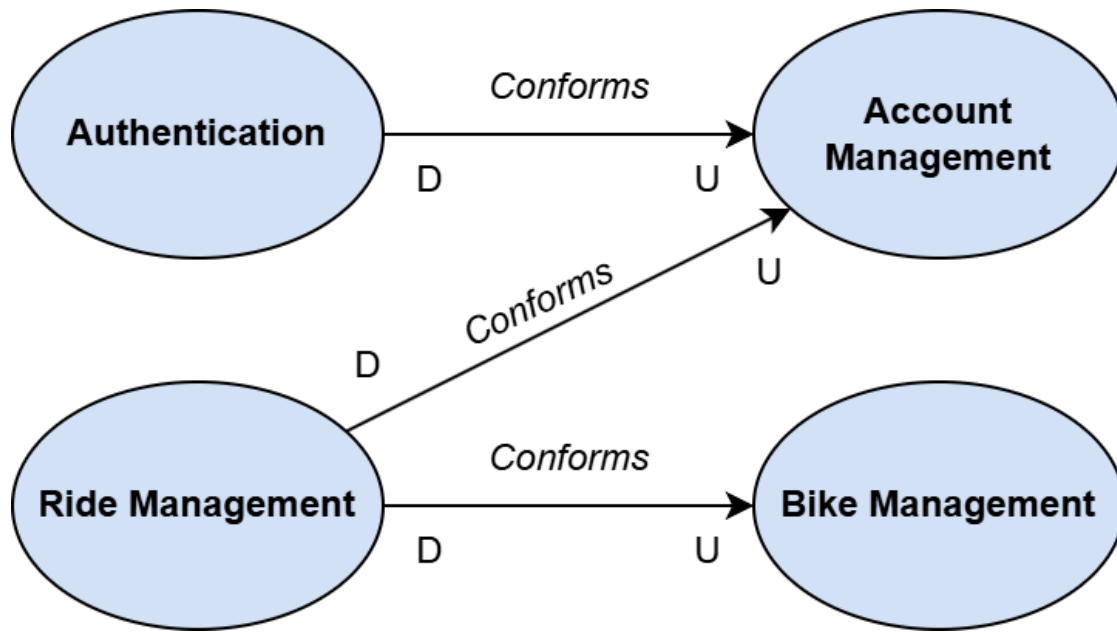 Conforms
Authentication
Account
Management
D
U
Conforms
U
D
Conforms
Ride Management
Bike Management
D
U